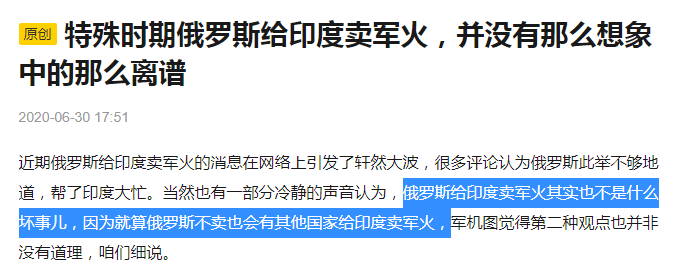 原创 特殊时期俄罗斯给印度卖军火，并没有那么想象
中的那么离谱
2020-06-30 17:51
近期俄罗斯给印度卖军火的消息在网络上引发了轩然大波，很多评论认为俄罗斯此举不够地
道，帮了印度大忙。当然也有一部分冷静的声音认为，俄罗斯给印度卖军火其实也不是什么
坏事儿，因为就算俄罗斯不卖也会有其他国家给印度卖军火，军机图觉得第二种观点也并非
没有道理，咱们细说。